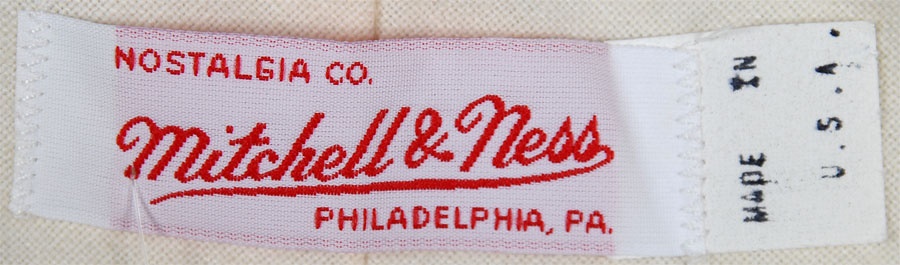 NOSTALGIA CO.
Mitchell & Ness
PHILADELPHIA, PA.
MADE IN
U.S.A.